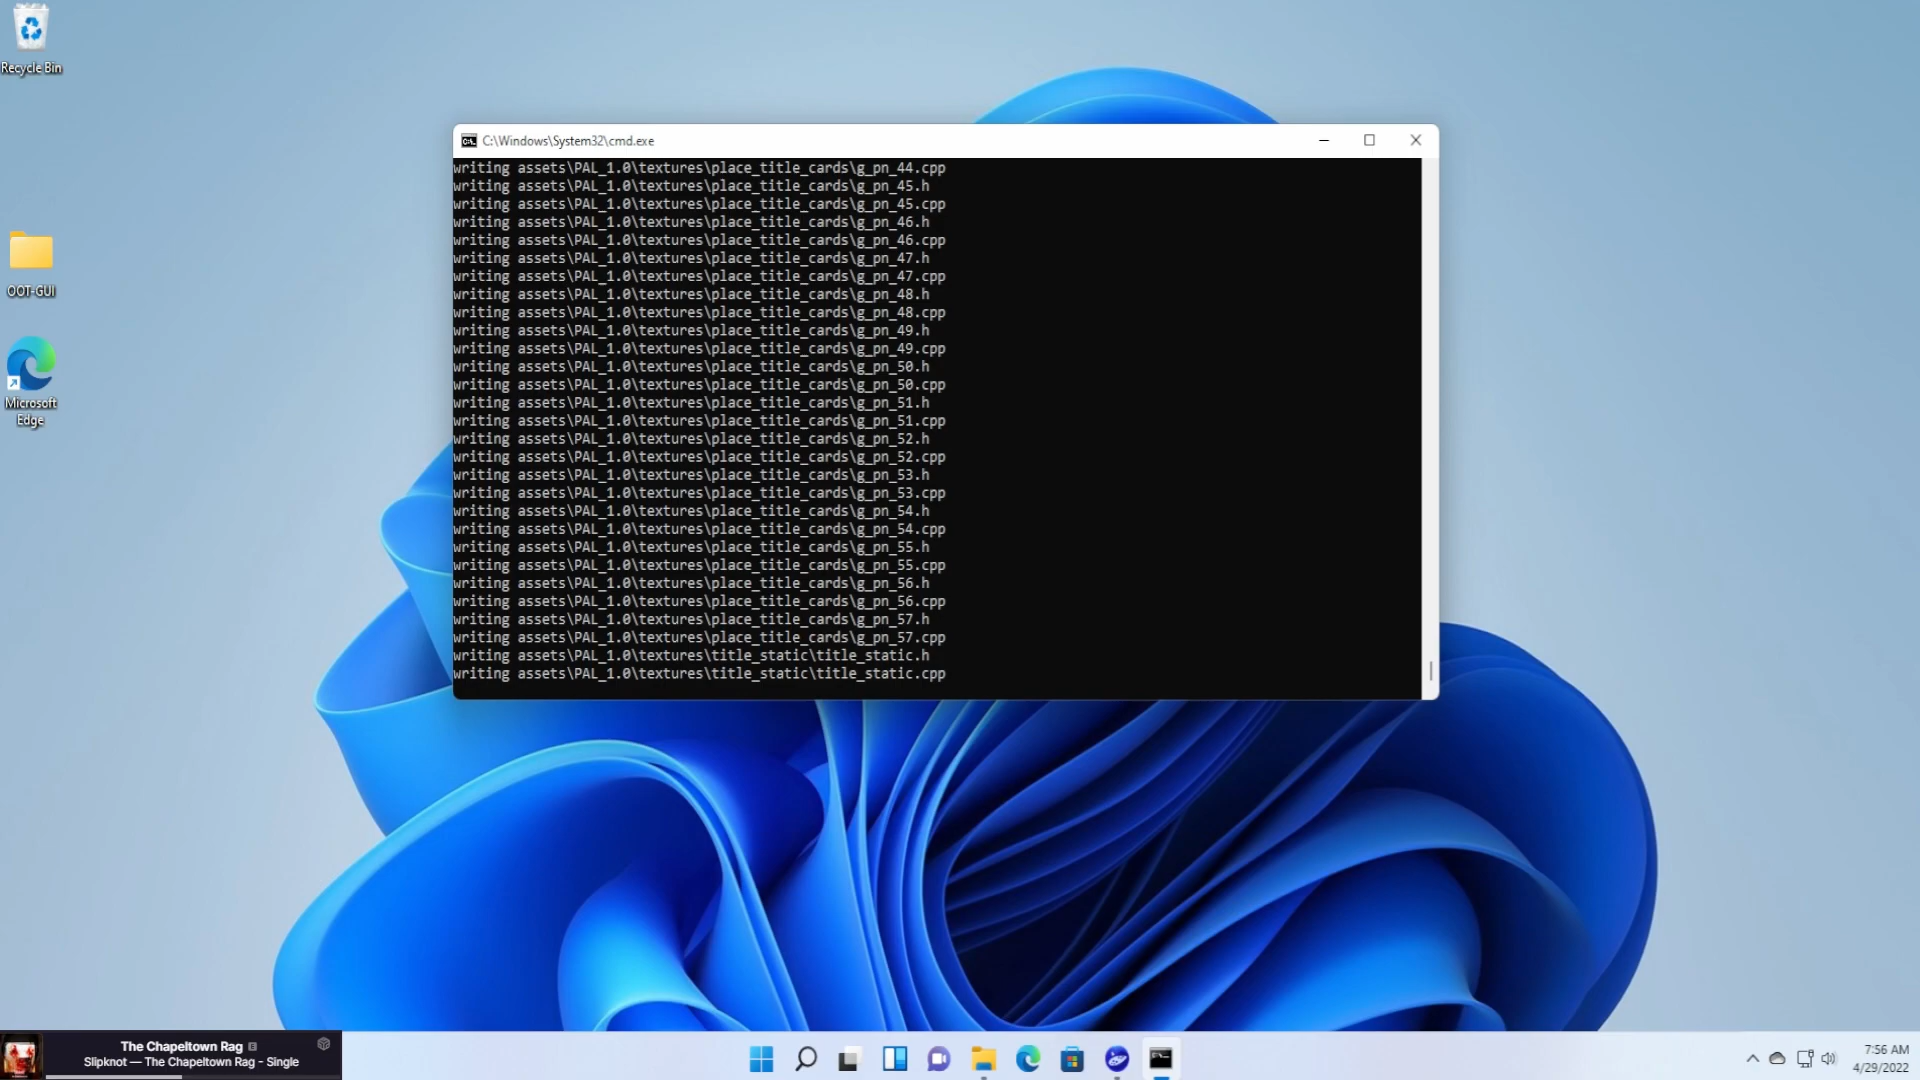 Recycle Bin
OOT-GUI
Microsoft
Edge
C:\Windows\System32\cmd.exe
writing assets\PAL_1.0\textures\place_title_cards\g_pn_44.cpp
writing assets\PAL_1.0\textures\place_title_cards\g_pn_45.h
writing assets\PAL_1.0\textures\place_title_cards\g_pn_45.cpp
writing assets\PAL_1.0\textures\place_title_cards\g_pn_46.h
writing assets\PAL_1.0\textures\place_title_cards\g_pn_46.cpp
writing assets\PAL_1.0\textures\place_title_cards\g_pn_47.h
writing assets\PAL_1.0\textures\place_title_cards\g_pn_47.cpp
writing assets\PAL_1.0\textures\place_title_cards\g_pn_48.h
writing assets\PAL_1.0\textures\place_title_cards\g_pn_48.cpp
writing assets\PAL_1.0\textures\place_title_cards\g_pn_49.h
writing assets\PAL_1.0\textures\place_title_cards\g_pn_49.cpp
writing assets\PAL_1.0\textures\place_title_cards\g_pn_50.h
writing assets\PAL_1.0\textures\place_title_cards\g_pn_50.cpp
writing assets\PAL_1.0\textures\place_title_cards\g_pn_51.h
writing assets\PAL_1.0\textures\place_title_cards\g_pn_51.cpp
writing assets\PAL_1.0\textures\place_title_cards\g_pn_52.h
writing assets\PAL_1.0\textures\place_title_cards\g_pn_52.cpp
writing assets\PAL_1.0\textures\place_title_cards\g_pn_53.h
writing assets\PAL_1.0\textures\place_title_cards\g_pn_53.cpp
writing assets\PAL_1.0\textures\place_title_cards\g_pn_54.h
writing assets\PAL_1.0\textures\place_title_cards\g_pn_54.cpp
writing assets\PAL_1.0\textures\place_title_cards\g_pn_55.h
writing assets\PAL_1.0\textures\place_title_cards\g_pn_55.cpp
writing assets\PAL_1.0\textures\place_title_cards\g_pn_56.h
writing assets\PAL_1.0\textures\place_title_cards\g_pn_56.cpp
writing assets\PAL_1.0\textures\place_title_cards\g_pn_57.h
writing assets\PAL_1.0\textures\place_title_cards\g_pn_57.cpp
writing assets\PAL_1.0\textures\title_static\title_static.h
writing assets\PAL_1.0\textures\title_static\title_static.cpp
The Chapeltown Rag E
Slipknot — The Chapeltown Rag - Single
7:56 AM
4/29/2022